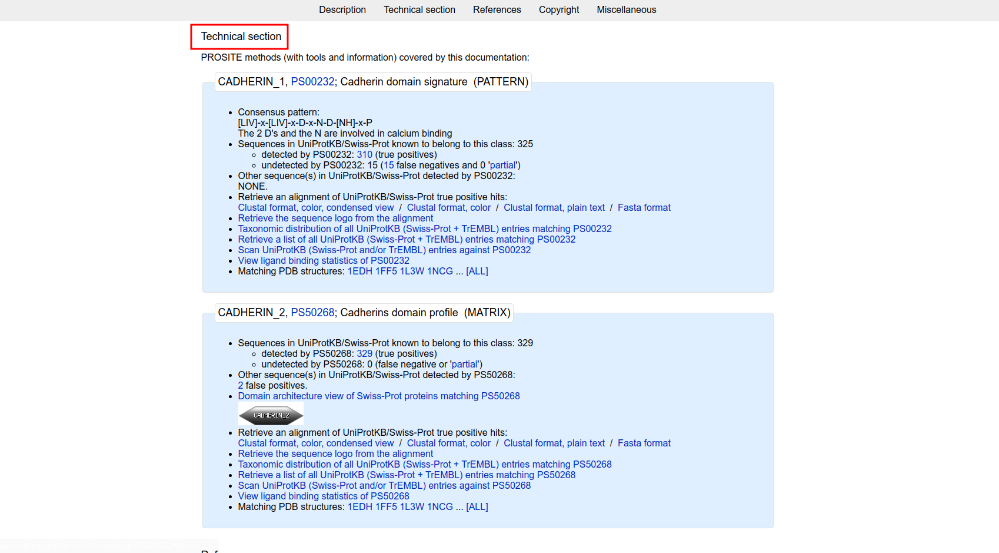 Description Technical section References Copyright Miscellaneous
Technical section
PROSITE methods (with tools and information) covered by this documentation:
CADHERIN_1, PS00232; Cadherin domain signature (PATTERN)
Consensus pattern:
[LIV]-x-[LIV]-x-D-x-N-D-[NH]-x-P
The 2 D's and the N are involved in calcium binding
Sequences in UniProtKB/Swiss-Prot known to belong to this class: 325
detected by PS00232: 310 (true positives)
undetected by PS00232: 15 (15 false negatives and 0 'partial')
Other sequence(s) in UniProtKB/Swiss-Prot detected by PS00232:
NONE.
Retrieve an alignment of UniProtKB/Swiss-Prot true positive hits:
Clustal format, color, condensed view / Clustal format, color / Clustal format, plain text / Fasta format
Retrieve the sequence logo from the alignment
Taxonomic distribution of all UniProtKB (Swiss-Prot + TrEMBL) entries matching PS00232
Retrieve a list of all UniProtKB (Swiss-Prot + TrEMBL) entries matching PS00232
Scan UniProtKB (Swiss-Prot and/or TrEMBL) entries against PS00232
View ligand binding statistics of PS00232
Matching PDB structures: 1EDH 1FF5 1L3W 1NCG ... [ALL]
CADHERIN_2, PS50268; Cadherins domain profile (MATRIX)
Sequences in UniProtKB/Swiss-Prot known to belong to this class: 329
detected by PS50268: 329 (true positives)
undetected by PS50268: 0 (false negative or 'partial')
Other sequence(s) in UniProtKB/Swiss-Prot detected by PS50268:
2 false positives.
Domain architecture view of Swiss-Prot proteins matching PS50268
CADHERIN_2
Retrieve an alignment of UniProtKB/Swiss-Prot true positive hits:
Clustal format, color, condensed view / Clustal format, color / Clustal format, plain text / Fasta format
Retrieve the sequence logo from the alignment
Taxonomic distribution of all UniProtKB (Swiss-Prot + TrEMBL) entries matching PS50268
Retrieve a list of all UniProtKB (Swiss-Prot + TrEMBL) entries matching PS50268
Scan UniProtKB (Swiss-Prot and/or TrEMBL) entries against PS50268
View ligand binding statistics of PS50268
Matching PDB structures: 1EDH 1FF5 1L3W 1NCG ... [ALL]